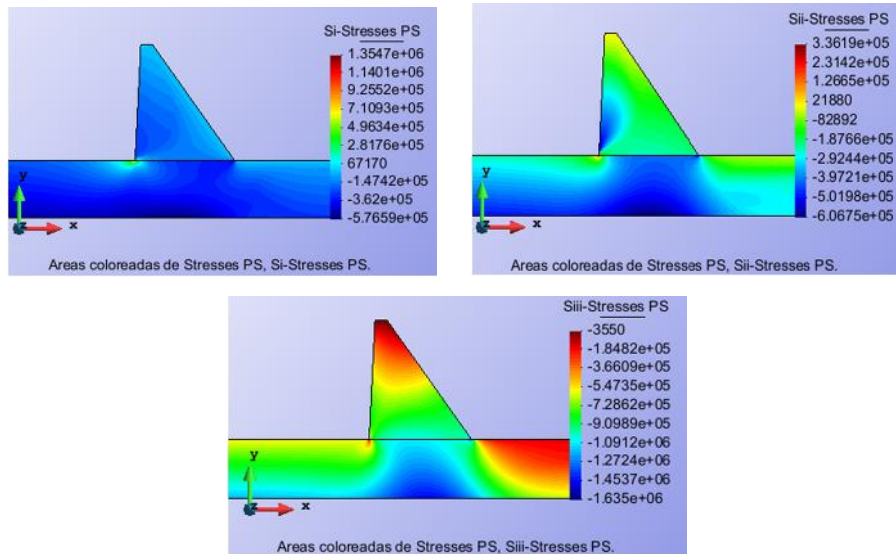 Si-Stresses PS
1.3547e+06
1.1401e+06
9.2552e+05
7.1093e+05
4.9634e+05
2.8176e+05
67170
-1.4742e+05
-3.62e+05
-5.7659e+05
y
z
x
Areas coloreadas de Stresses PS, Si-Stresses PS.
Sii-Stresses PS
3.3619e+05
2.3142e+05
1.2665e+05
21880
-82892
-1.8766e+05
-2.9244e+05
-3.9721e+05
-5.0198e+05
-6.0675e+05
y
z
x
Areas coloreadas de Stresses PS, Sii-Stresses PS.
Siii-Stresses PS
-3550
-1.8482e+05
-3.6609e+05
-5.4735e+05
-7.2862e+05
-9.0989e+05
-1.0912e+06
-1.2724e+06
-1.4537e+06
-1.635e+06
y
z
x
Areas coloreadas de Stresses PS, Siii-Stresses PS.